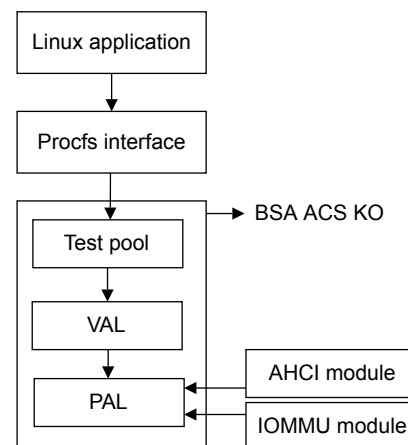 Linux application
Procfs interface
BSA ACS KO
Test pool
VAL
AHCI module
PAL
IOMMU module